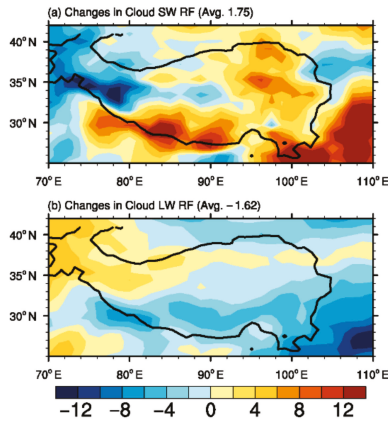 (a) Changes in Cloud SW RF (Avg. 1.75)
40°N
35°N
30°N
70°E 80°E 90°E 100°E 110°E
(b) Changes in Cloud LW RF (Avg. −1.62)
40°N
35°N
30°N
70°E 80°E 90°E 100°E 110°E
−12 −8 −4 0 4 8 12